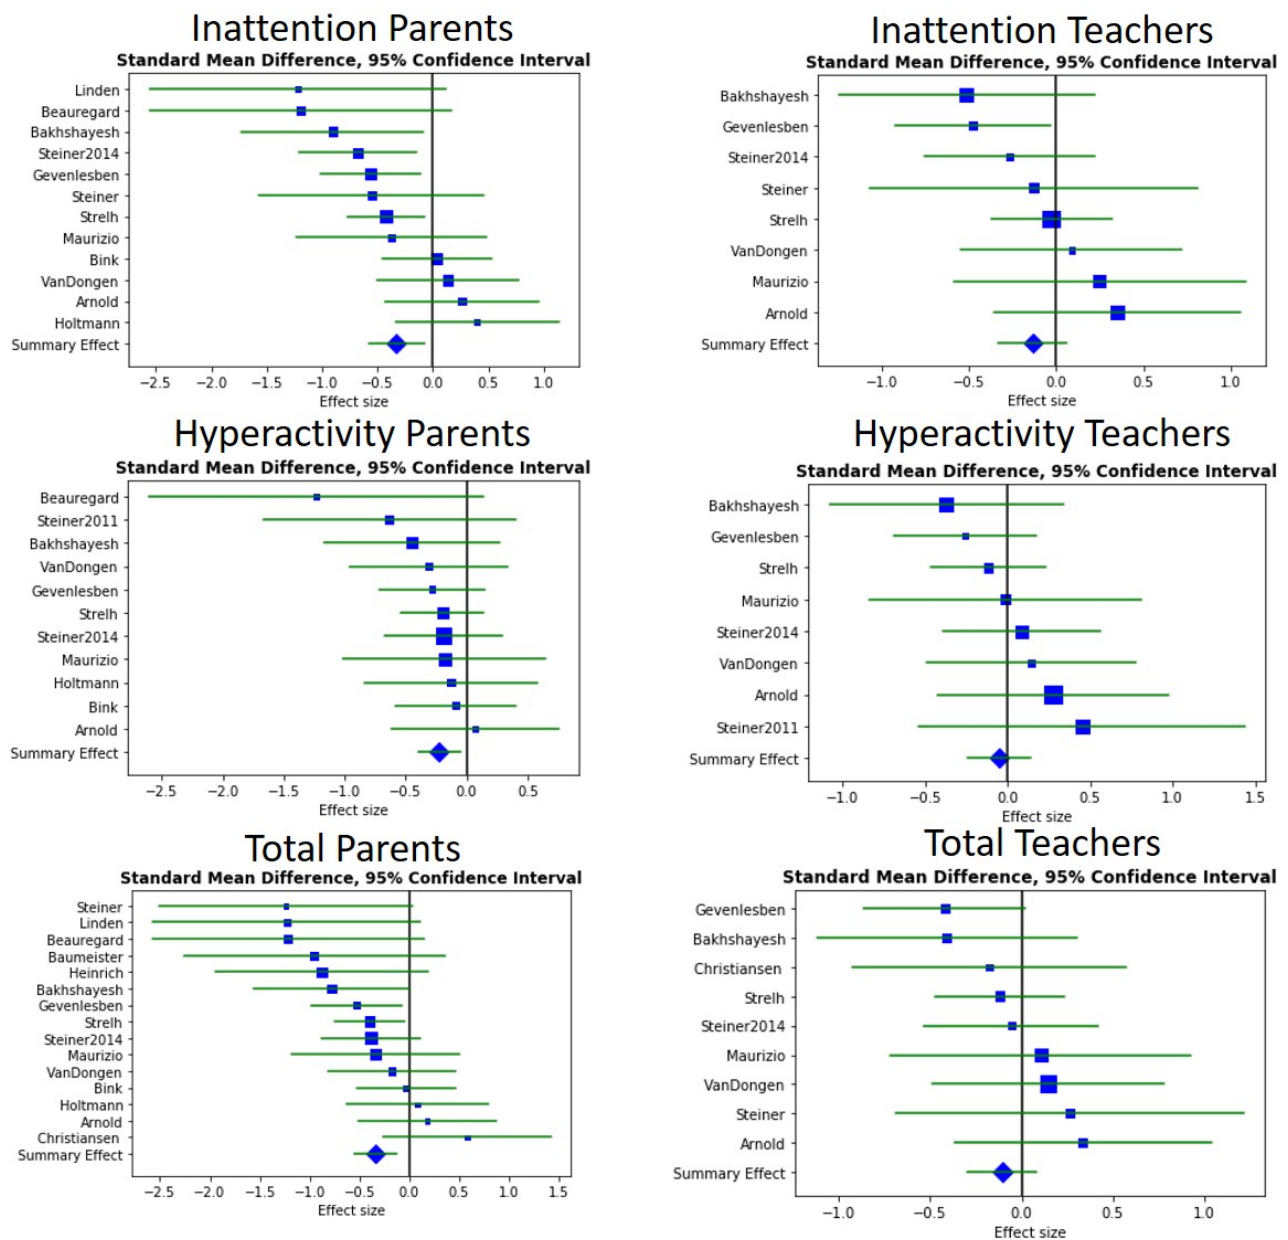 Inattention Parents
Standard Mean Difference, 95% Confidence Interval
Linden
Beauregard
Bakhshayesh
Steiner2014
Gevenlesben
Steiner
Strelh
Maurizio
Bink
VanDongen
Arnold
Holtmann
Summary Effect
−2.5 −2.0 −1.5 −1.0 −0.5 0.0 0.5 1.0
Effect size
Inattention Teachers
Standard Mean Difference, 95% Confidence Interval
Bakhshayesh
Gevenlesben
Steiner2014
Steiner
Strelh
VanDongen
Maurizio
Arnold
Summary Effect
−1.0 −0.5 0.0 0.5 1.0
Effect size
Hyperactivity Parents
Standard Mean Difference, 95% Confidence Interval
Beauregard
Steiner2011
Bakhshayesh
VanDongen
Gevenlesben
Strelh
Steiner2014
Maurizio
Holtmann
Bink
Arnold
Summary Effect
−2.5 −2.0 −1.5 −1.0 −0.5 0.0 0.5
Effect size
Hyperactivity Teachers
Standard Mean Difference, 95% Confidence Interval
Bakhshayesh
Gevenlesben
Strelh
Maurizio
Steiner2014
VanDongen
Arnold
Steiner2011
Summary Effect
−1.0 −0.5 0.0 0.5 1.0 1.5
Effect size
Total Parents
Standard Mean Difference, 95% Confidence Interval
Steiner
Linden
Beauregard
Baumeister
Heinrich
Bakhshayesh
Gevenlesben
Strelh
Steiner2014
Maurizio
VanDongen
Bink
Holtmann
Arnold
Christiansen
Summary Effect
−2.5 −2.0 −1.5 −1.0 −0.5 0.0 0.5 1.0 1.5
Effect size
Total Teachers
Standard Mean Difference, 95% Confidence Interval
Gevenlesben
Bakhshayesh
Christiansen
Strelh
Steiner2014
Maurizio
VanDongen
Steiner
Arnold
Summary Effect
−1.0 −0.5 0.0 0.5 1.0
Effect size